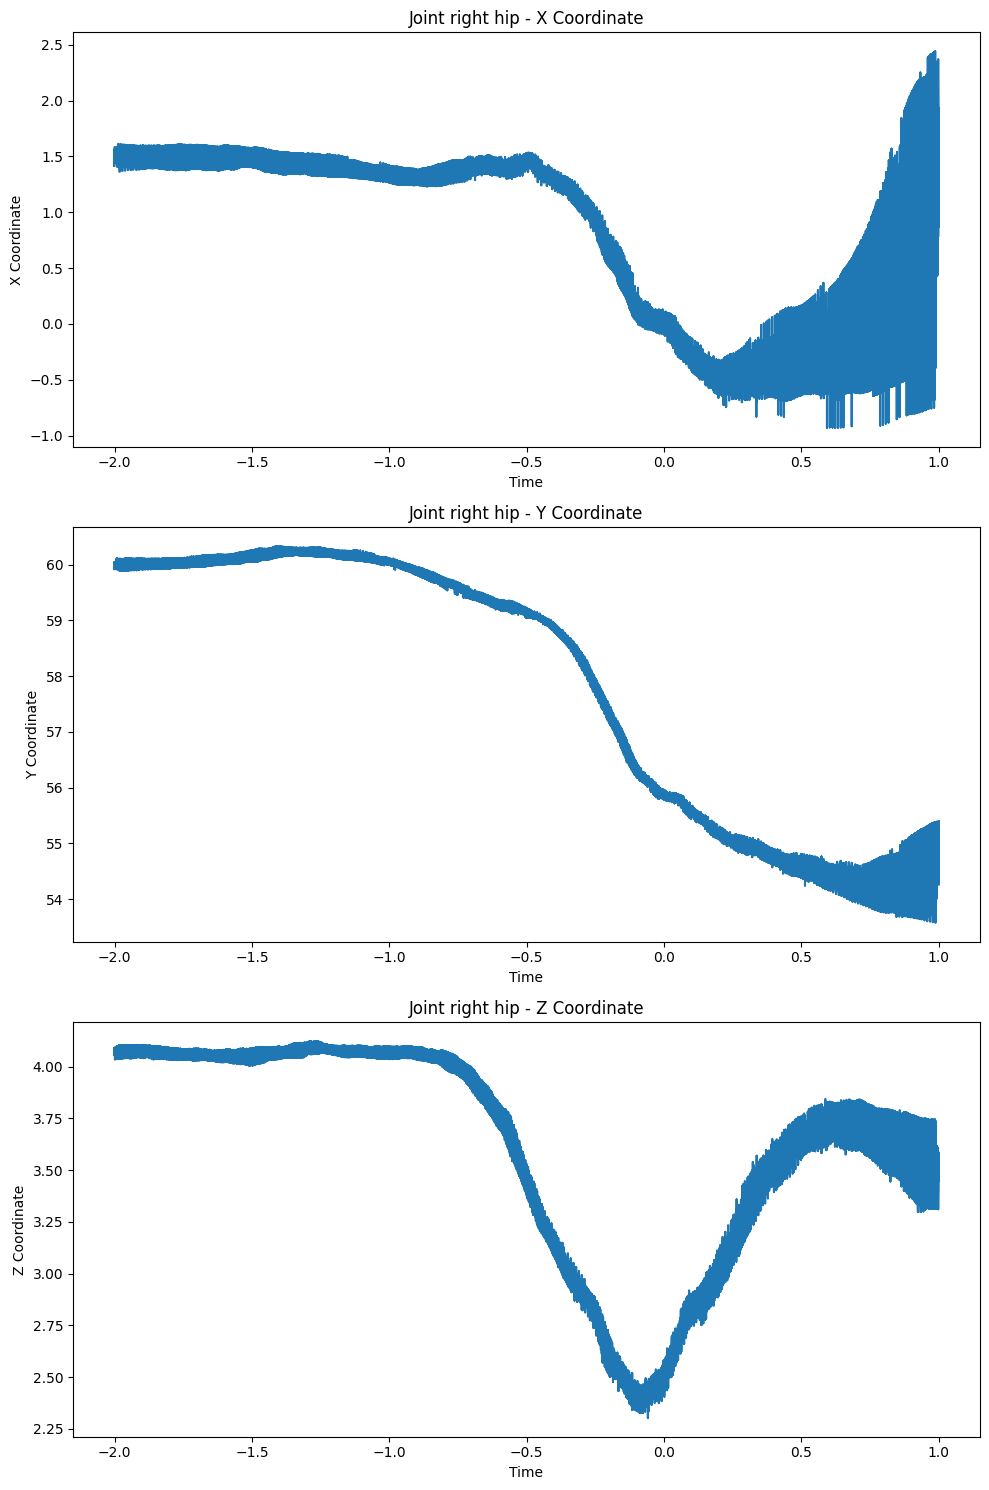 Joint right hip - X Coordinate
2.5
2.0
1.5
1.0
0.5
0.0
−0.5
−1.0
X Coordinate
−2.0 −1.5 −1.0 −0.5 0.0 0.5 1.0
Time
Joint right hip - Y Coordinate
60
59
58
57
56
55
54
Y Coordinate
−2.0 −1.5 −1.0 −0.5 0.0 0.5 1.0
Time
Joint right hip - Z Coordinate
4.00
3.75
3.50
3.25
3.00
2.75
2.50
2.25
Z Coordinate
−2.0 −1.5 −1.0 −0.5 0.0 0.5 1.0
Time